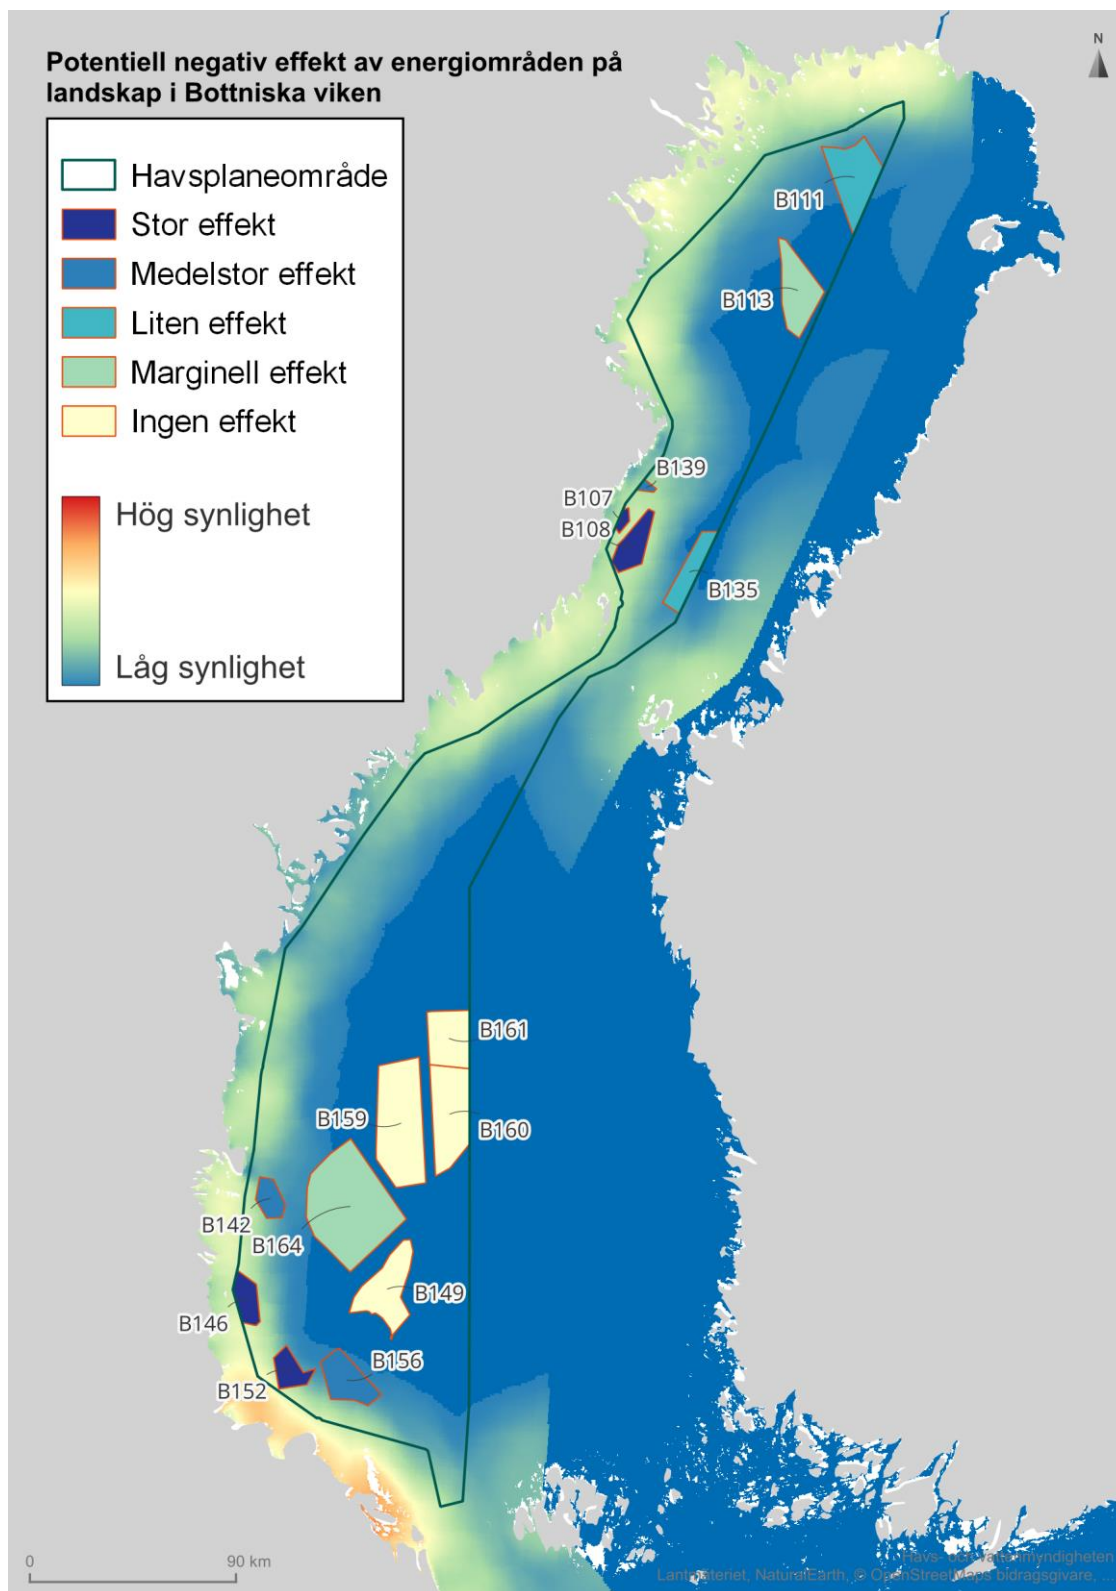 Potentiell negativ effekt av energiområden på
landskap i Bottniska viken
N
Havsplaneområde
Stor effekt
Medelstor effekt
Liten effekt
Marginell effekt
Ingen effekt
Hög synlighet
Låg synlighet
B111
B113
B139
B107
B108
B135
B161
B159
B160
B142
B164
B149
B146
B156
B152
0 90 km
Havs- och vattenmyndigheten
Lantmäteriet, NaturalEarth, © OpenStreetMaps bidragsgivare, ...